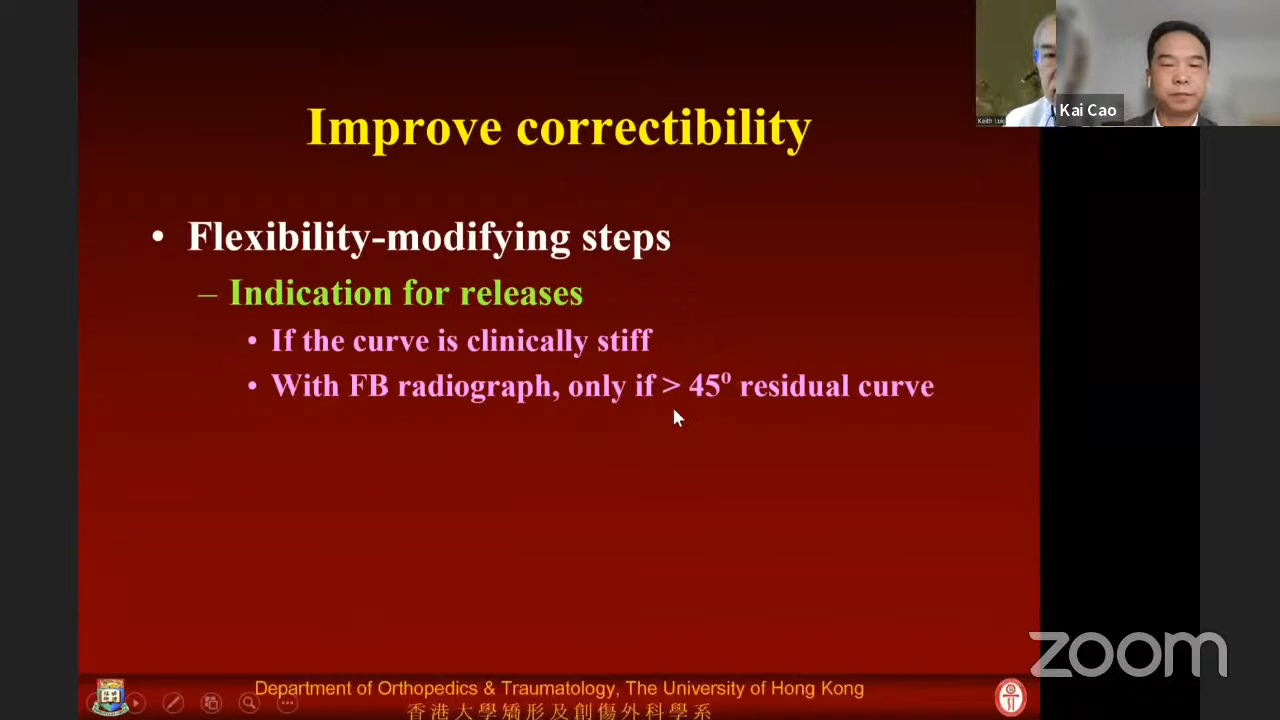 Improve correctibility
• Flexibility-modifying steps
– Indication for releases
• If the curve is clinically stiff
• With FB radiograph, only if > 45º residual curve
Keith Luk
Kai Cao
zoom
Department of Orthopedics & Traumatology, The University of Hong Kong
香港大學矯形及創傷外科學系